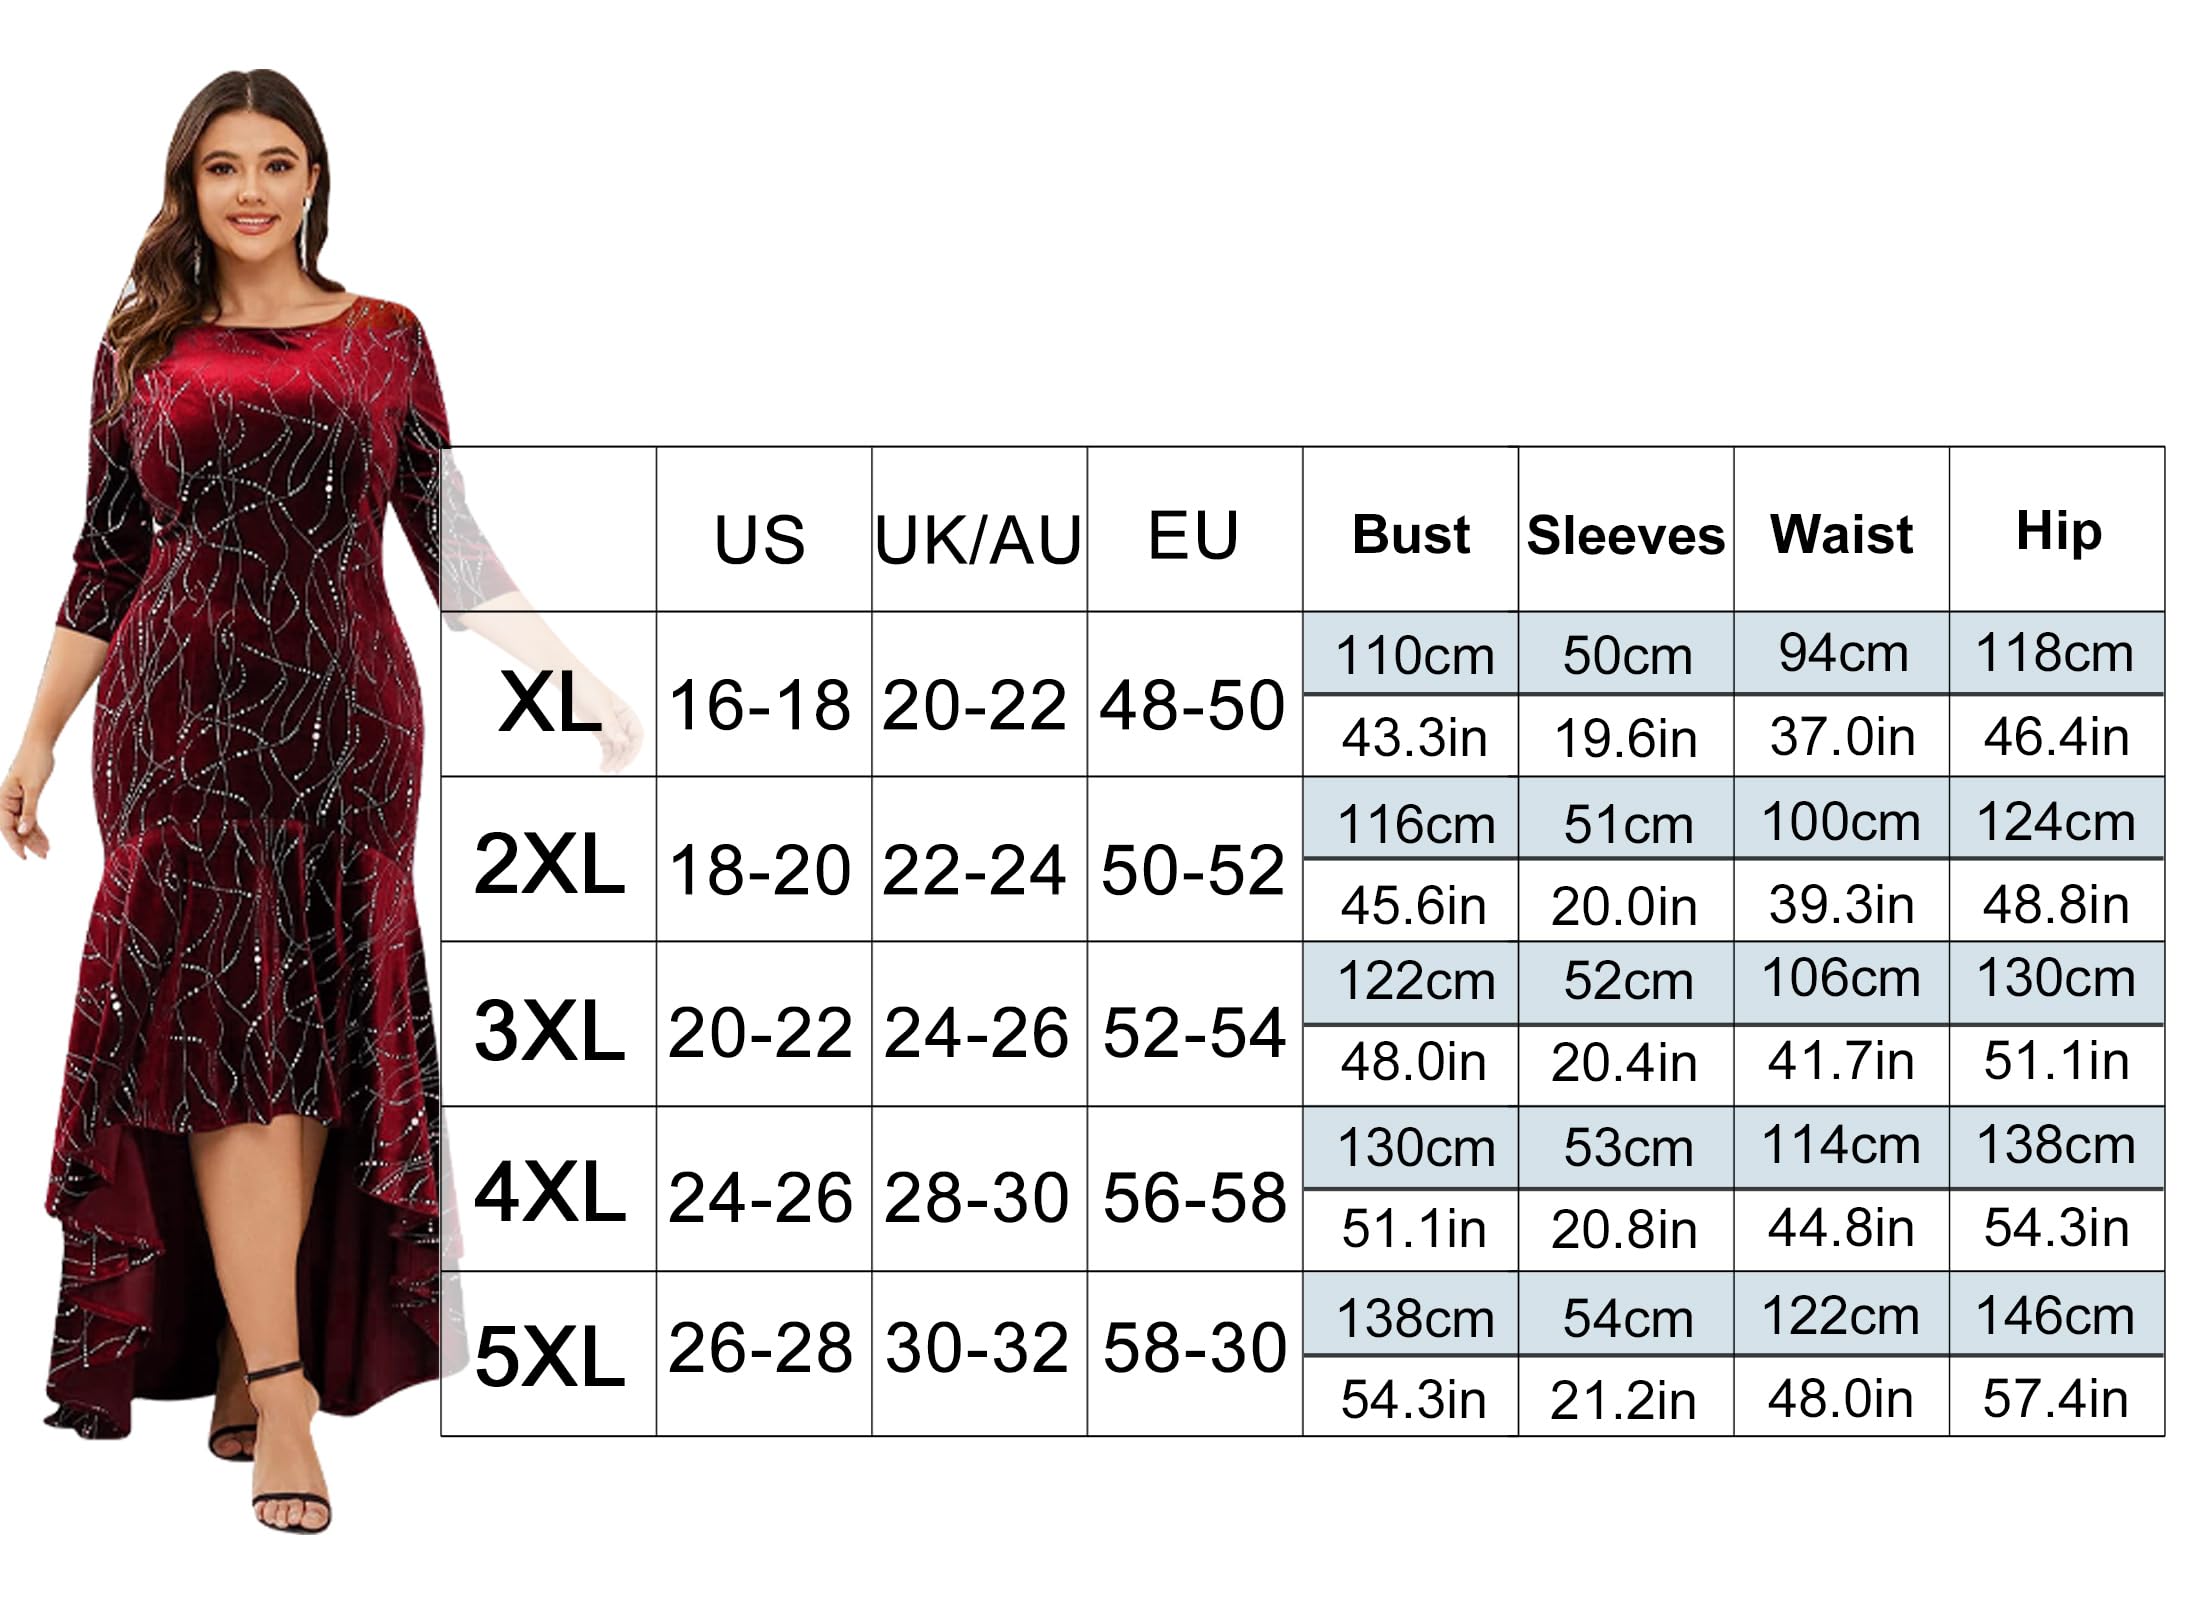 US UK/AU EU Bust Sleeves Waist Hip
XL 16-18 20-22 48-50 110cm 50cm 94cm 118cm
43.3in 19.6in 37.0in 46.4in
2XL 18-20 22-24 50-52 116cm 51cm 100cm 124cm
45.6in 20.0in 39.3in 48.8in
3XL 20-22 24-26 52-54 122cm 52cm 106cm 130cm
48.0in 20.4in 41.7in 51.1in
4XL 24-26 28-30 56-58 130cm 53cm 114cm 138cm
51.1in 20.8in 44.8in 54.3in
5XL 26-28 30-32 58-30 138cm 54cm 122cm 146cm
54.3in 21.2in 48.0in 57.4in